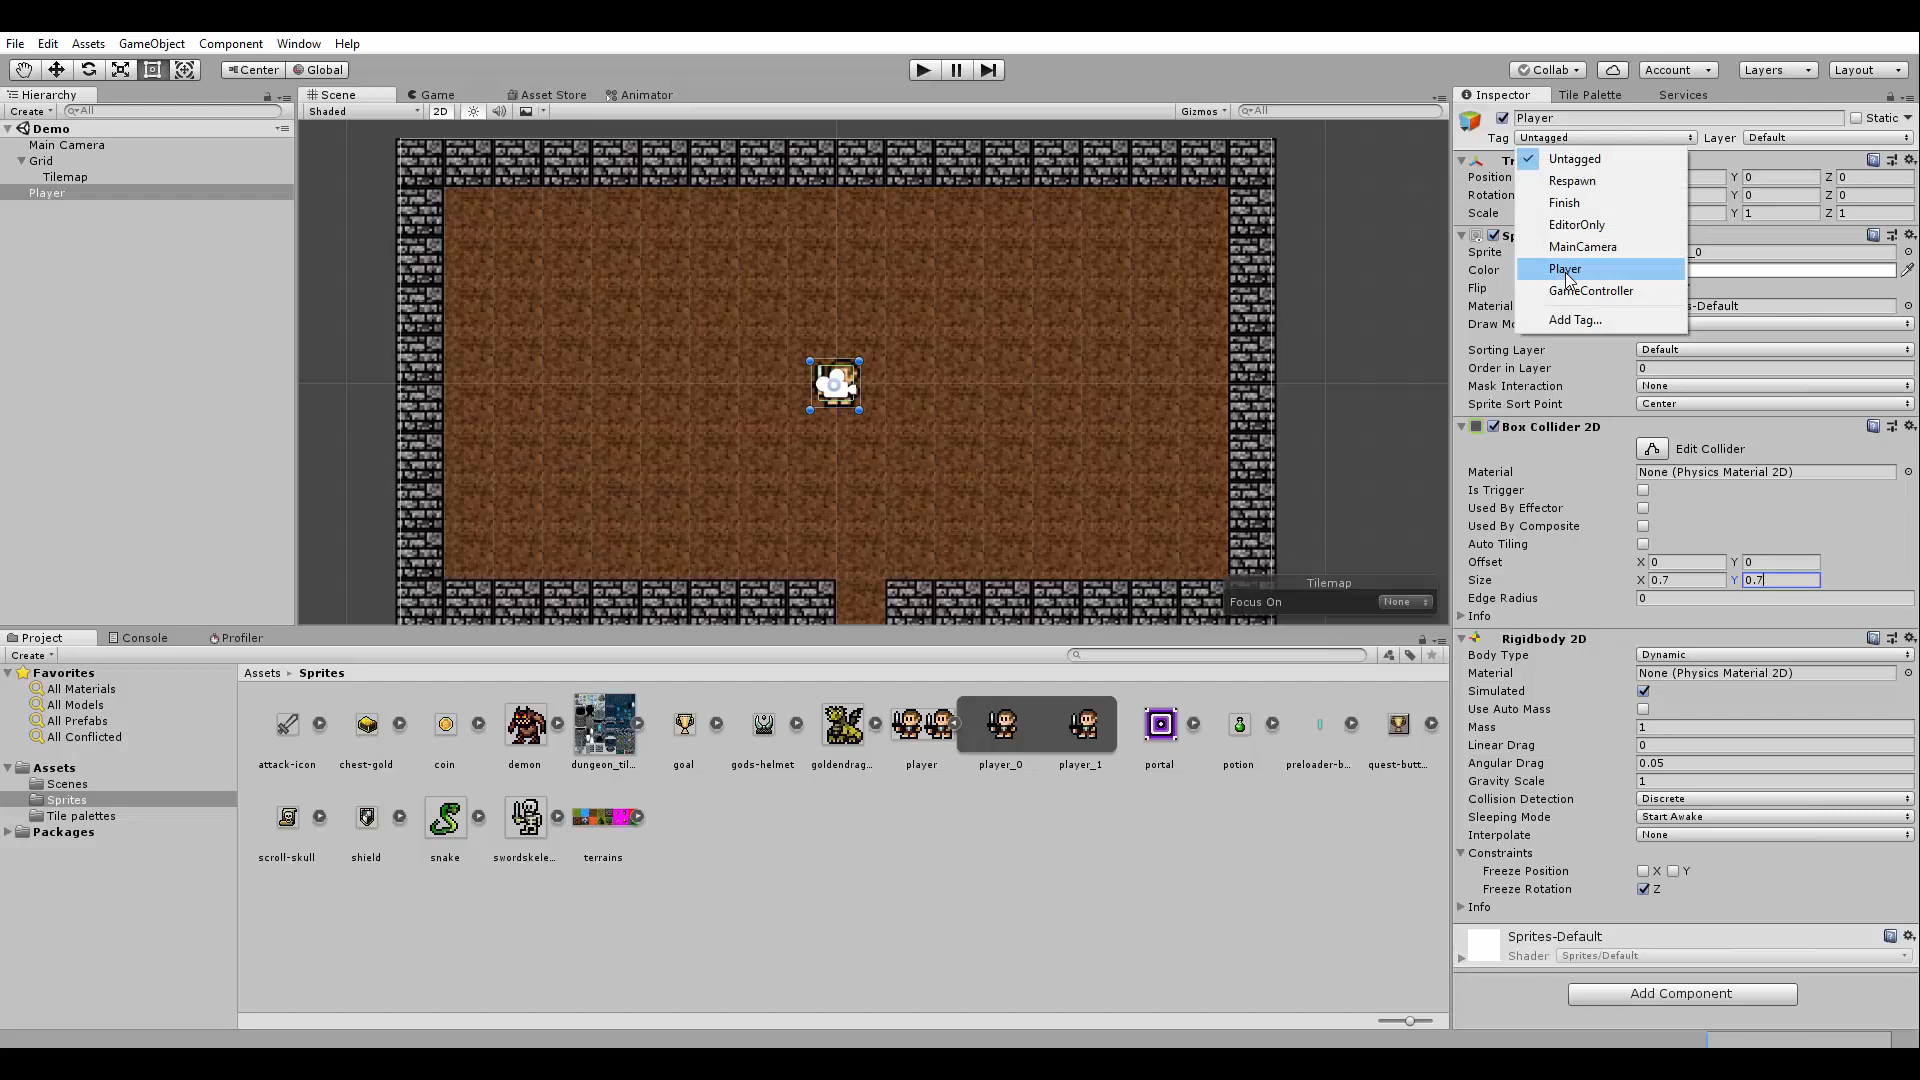 File Edit Assets GameObject Component Window Help
Center Global
Collab Account Layers Layout
Hierarchy
Create All
Demo
Main Camera
Grid
Tilemap
Player
Scene Game Asset Store Animator
Shaded 2D Gizmos All
Tilemap
Focus On None
Inspector Tile Palette Services
Player Static
Tag Untagged Layer Default
Untagged
Respawn
Finish
EditorOnly
MainCamera
Player
GameController
Add Tag...
Position Y 0 Z 0
Rotation Y 0 Z 0
Scale Y 1 Z 1
Sprite _0
Color
Flip
Material s-Default
Draw Mo
Sorting Layer Default
Order in Layer 0
Mask Interaction None
Sprite Sort Point Center
Box Collider 2D
Edit Collider
Material None (Physics Material 2D)
Is Trigger
Used By Effector
Used By Composite
Auto Tiling
Offset X 0 Y 0
Size X 0.7 Y 0.7
Edge Radius 0
Info
Rigidbody 2D
Body Type Dynamic
Material None (Physics Material 2D)
Simulated
Use Auto Mass
Mass 1
Linear Drag 0
Angular Drag 0.05
Gravity Scale 1
Collision Detection Discrete
Sleeping Mode Start Awake
Interpolate None
Constraints
Freeze Position X Y
Freeze Rotation Z
Info
Sprites-Default
Shader Sprites/Default
Add Component
Project Console Profiler
Create
Favorites
All Materials
All Models
All Prefabs
All Conflicted
Assets
Scenes
Sprites
Tile palettes
Packages
Assets Sprites
attack-icon chest-gold coin demon dungeon_til... goal gods-helmet goldendrag... player player_0 player_1 portal potion preloader-b... quest-butt...
scroll-skull shield snake swordskele... terrains